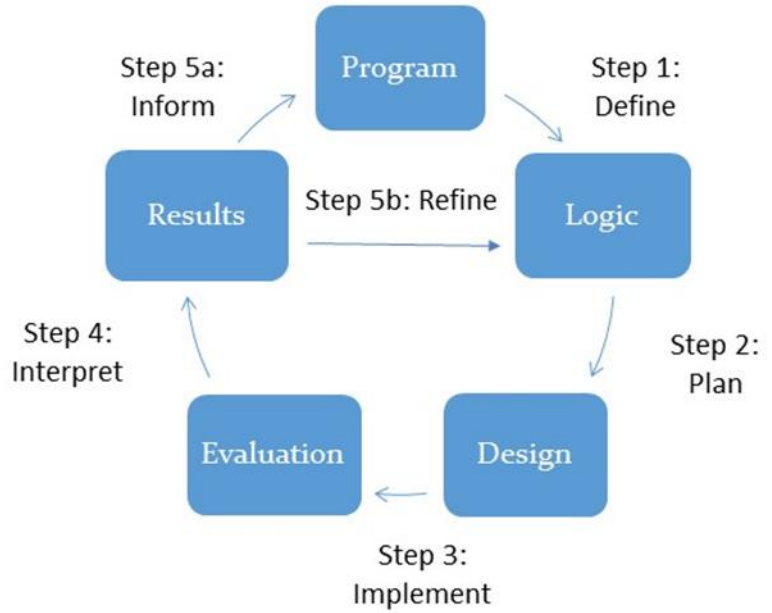 Program
Step 5a:
Inform
Step 1:
Define
Results
Step 5b: Refine
Logic
Step 4:
Interpret
Step 2:
Plan
Evaluation
Design
Step 3:
Implement